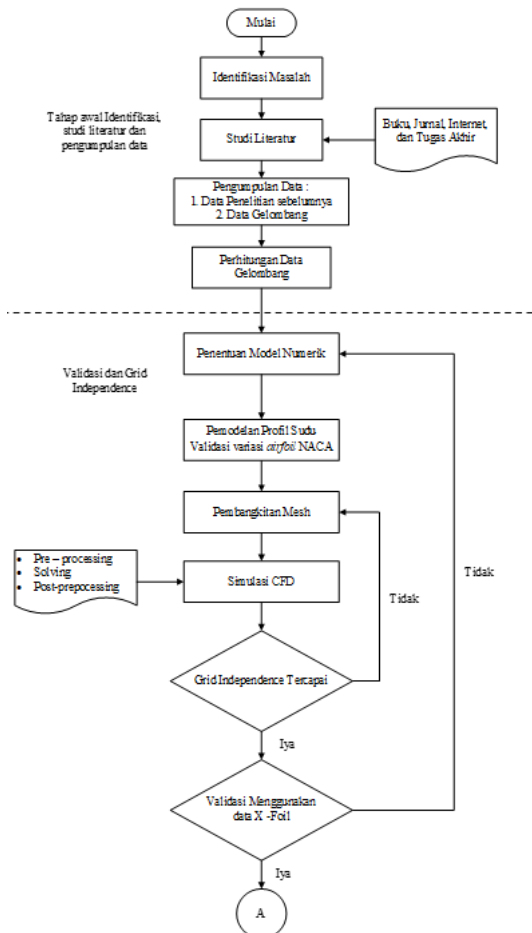 Mulai
Identifikasi Masalah
Tahap awal Identifikasi,
studi literatur dan
pengumpulan data
Studi Literatur
Buku, Jurnal, Internet,
dan Tugas Akhir
Pengumpulan Data :
1. Data Penelitian sebelumnya
2. Data Gelombang
Perhitungan Data
Gelombang
Penentuan Model Numerik
Validasi dan Grid
Independence
Pemodelan Profil Sudu
Validasi variasi airfoil NACA
Pembangkitan Mesh
• Pre – processing
• Solving
• Post-prepocessing
Simulasi CFD
Tidak
Tidak
Grid Independence Tercapai
Iya
Validasi Menggunakan
data X -Foil
Iya
A